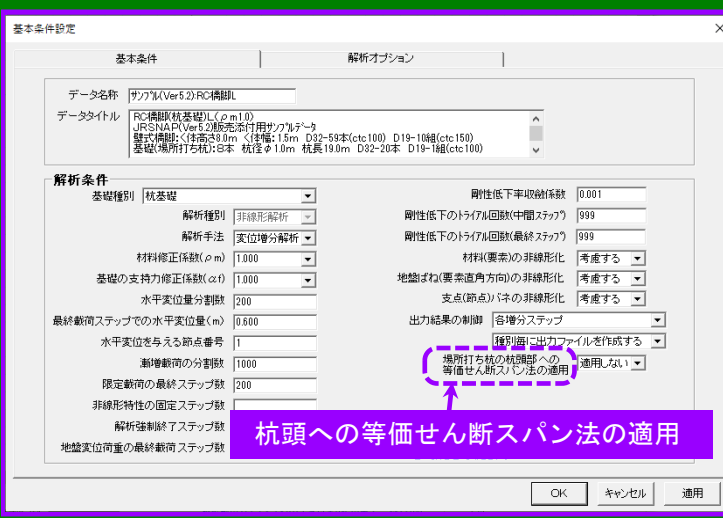 基本条件設定
基本条件
解析オプション
データ名称 サンプル(Ver5.2):RC橋脚L
データタイトル RC橋脚(杭基礎)L(ρm1.0)
JRSNAP(Ver5.2)販売添付用サンプルデータ
壁式橋脚:く体高さ8.0m く体幅:1.5m D32-59本(ctc100) D19-10組(ctc150)
基礎(場所打ち杭):8本 杭径φ1.0m 杭長19.0m D32-20本 D19-1組(ctc100)
解析条件
基礎種別 杭基礎
解析種別 非線形解析
解析手法 変位増分解析
材料修正係数(ρm) 1.000
基礎の支持力修正係数(αf) 1.000
水平変位量分割数 200
最終載荷ステップでの水平変位量(m) 0.600
水平変位を与える節点番号 1
漸増載荷の分割数 1000
限定載荷の最終ステップ数 200
非線形特性の固定ステップ数
解析強制終了ステップ数
地盤変位荷重の最終載荷ステップ数
剛性低下率収斂係数 0.001
剛性低下のトライアル回数(中間ステップ) 999
剛性低下のトライアル回数(最終ステップ) 999
材料(要素)の非線形化 考慮する
地盤ばね(要素直角方向)の非線形化 考慮する
支点(節点)バネの非線形化 考慮する
出力結果の制御 各増分ステップ
種別毎に出力ファイルを作成する
場所打ち杭の杭頭部への
等価せん断スパン法の適用 適用しない
杭頭への等価せん断スパン法の適用
OK キャンセル 適用